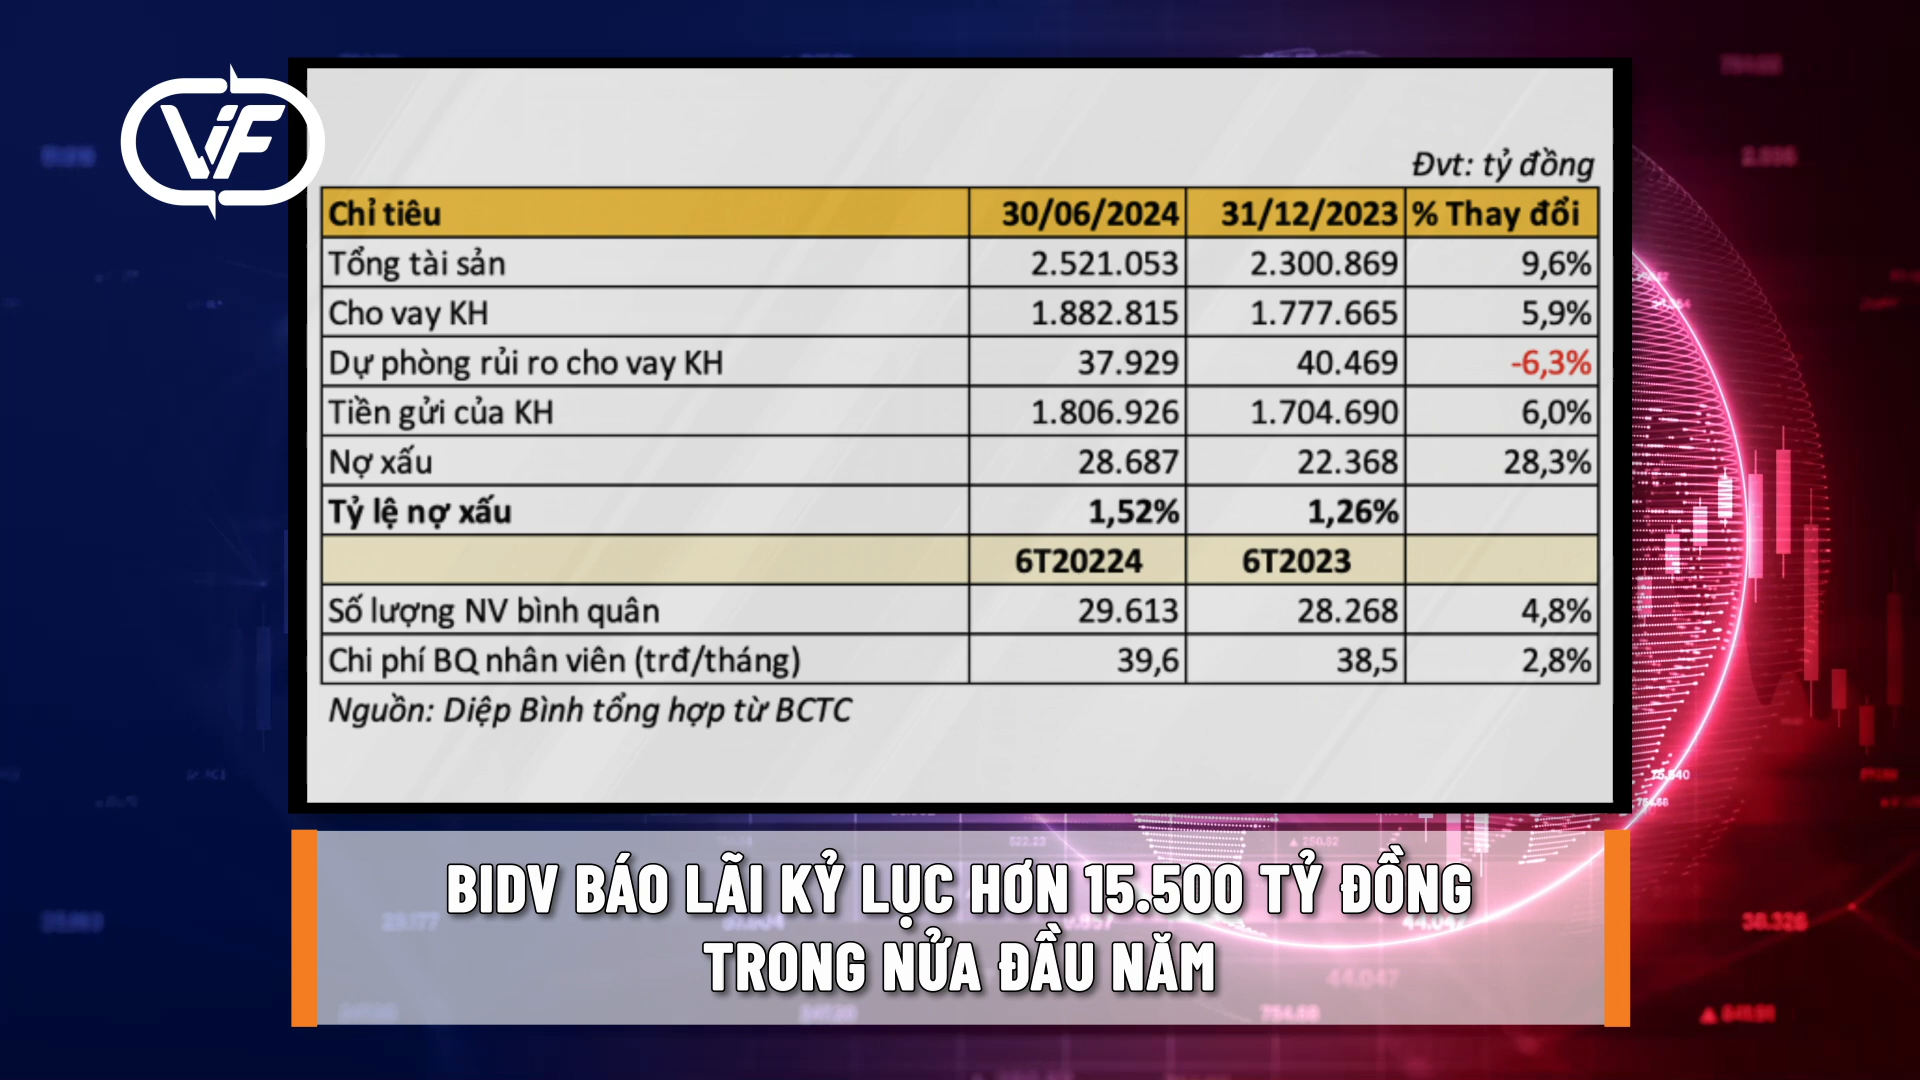 VIF
Đvt: tỷ đồng
Chỉ tiêu 30/06/2024 31/12/2023 % Thay đổi
Tổng tài sản 2.521.053 2.300.869 9,6%
Cho vay KH 1.882.815 1.777.665 5,9%
Dự phòng rủi ro cho vay KH 37.929 40.469 -6,3%
Tiền gửi của KH 1.806.926 1.704.690 6,0%
Nợ xấu 28.687 22.368 28,3%
Tỷ lệ nợ xấu 1,52% 1,26%
6T20224 6T2023
Số lượng NV bình quân 29.613 28.268 4,8%
Chi phí BQ nhân viên (trđ/tháng) 39,6 38,5 2,8%
Nguồn: Diệp Bình tổng hợp từ BCTC
BIDV BÁO LÃI KỶ LỤC HƠN 15.500 TỶ ĐỒNG
TRONG NỬA ĐẦU NĂM